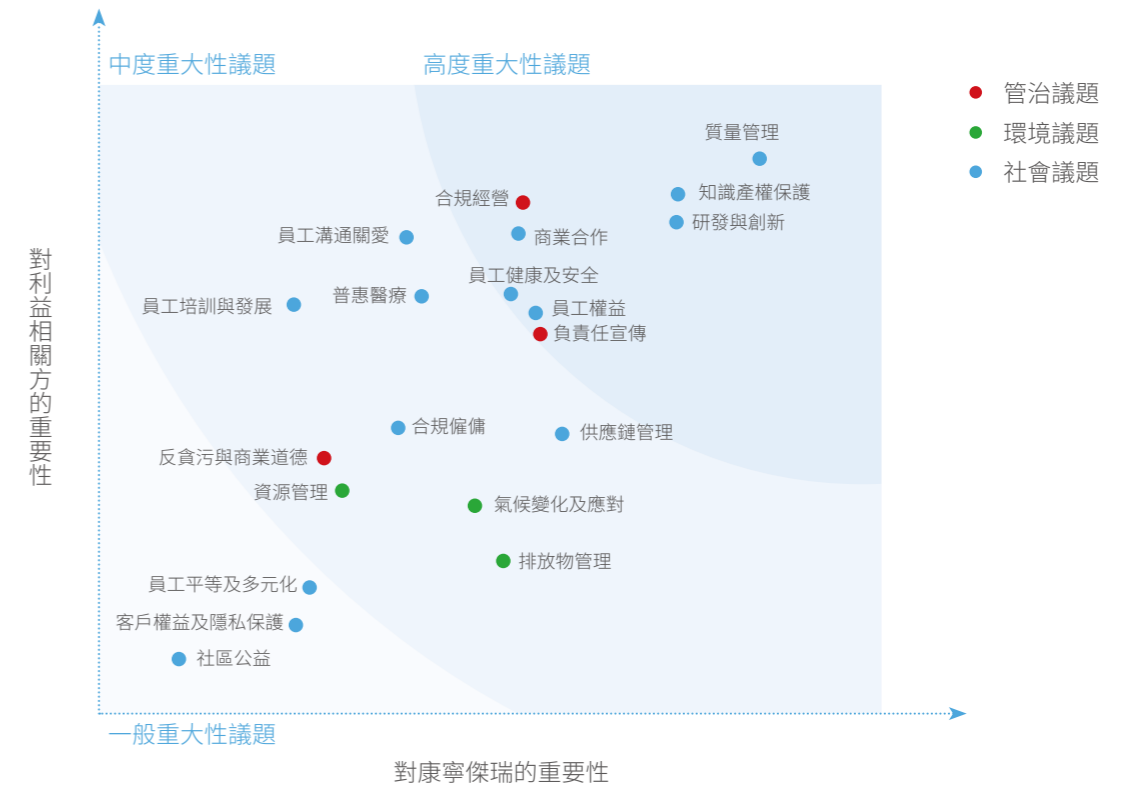 中度重大性議題
高度重大性議題
管治議題
環境議題
社會議題
質量管理
知識產權保護
合規經營
研發與創新
員工溝通關愛
商業合作
員工健康及安全
普惠醫療
員工培訓與發展
員工權益
負責任宣傳
對利益相關方的重要性
合規僱傭
供應鏈管理
反貪污與商業道德
資源管理
氣候變化及應對
排放物管理
員工平等及多元化
客戶權益及隱私保護
社區公益
一般重大性議題
對康寧傑瑞的重要性